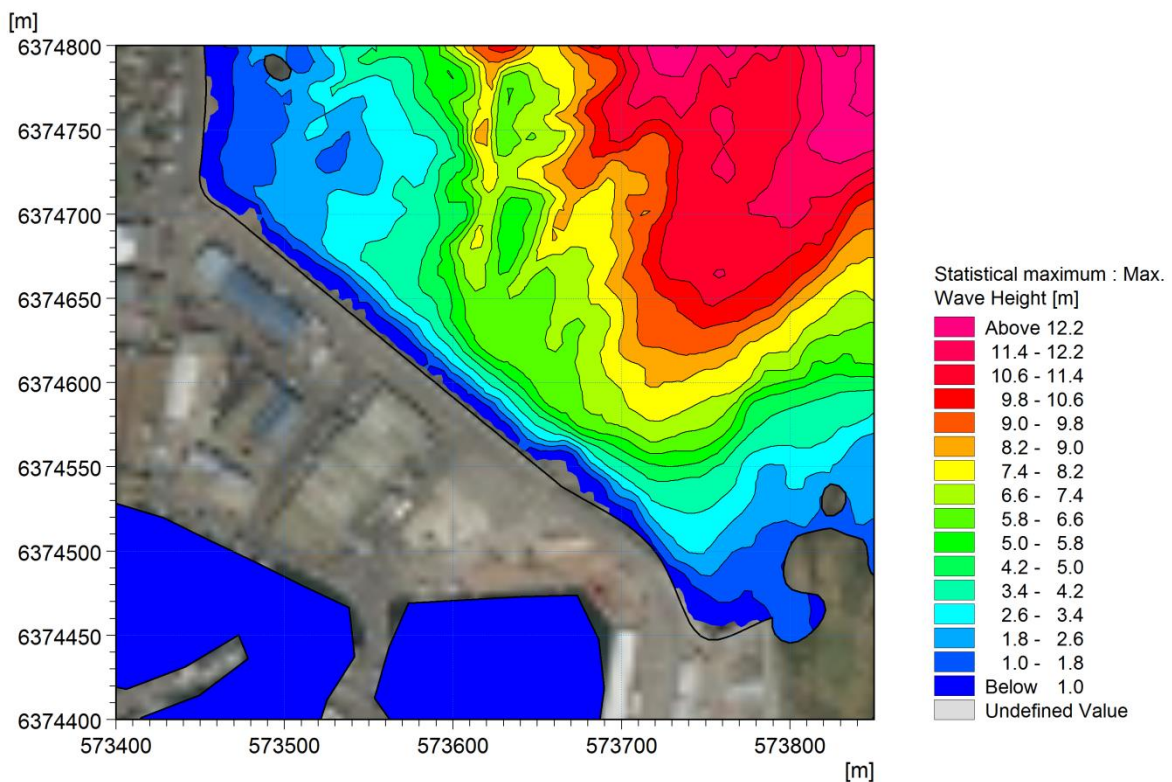 [m]
6374800
6374750
6374700
6374650
6374600
6374550
6374500
6374450
6374400
573400 573500 573600 573700 573800
[m]
Statistical maximum : Max.
Wave Height [m]
Above 12.2
11.4 - 12.2
10.6 - 11.4
9.8 - 10.6
9.0 - 9.8
8.2 - 9.0
7.4 - 8.2
6.6 - 7.4
5.8 - 6.6
5.0 - 5.8
4.2 - 5.0
3.4 - 4.2
2.6 - 3.4
1.8 - 2.6
1.0 - 1.8
Below 1.0
Undefined Value